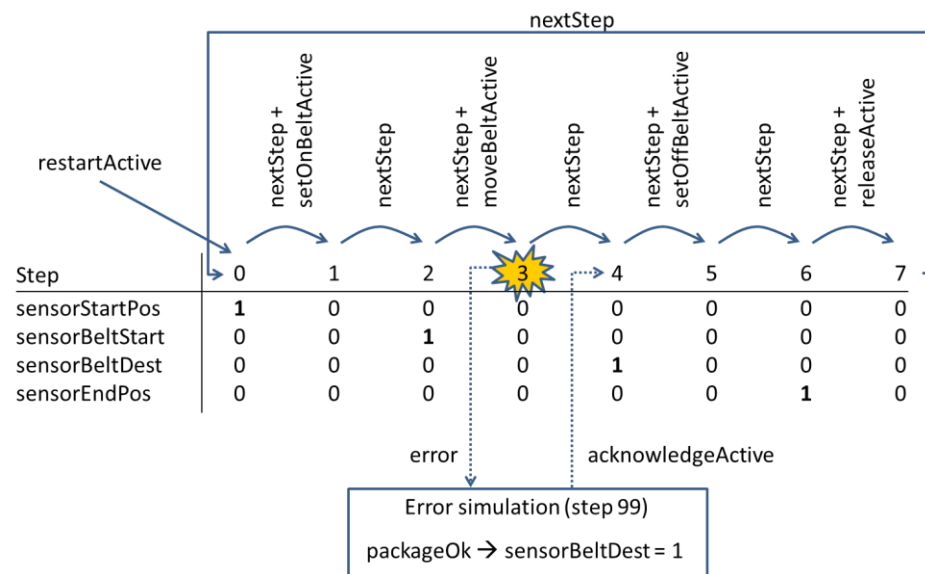 nextStep
restartActive
nextStep +
setOnBeltActive
nextStep
nextStep +
moveBeltActive
nextStep
nextStep +
setOffBeltActive
nextStep
nextStep +
releaseActive
Step 0 1 2 3 4 5 6 7
sensorStartPos 1 0 0 0 0 0 0 0
sensorBeltStart 0 0 1 0 0 0 0 0
sensorBeltDest 0 0 0 0 1 0 0 0
sensorEndPos 0 0 0 0 0 0 1 0
error acknowledgeActive
Error simulation (step 99)
packageOk → sensorBeltDest = 1